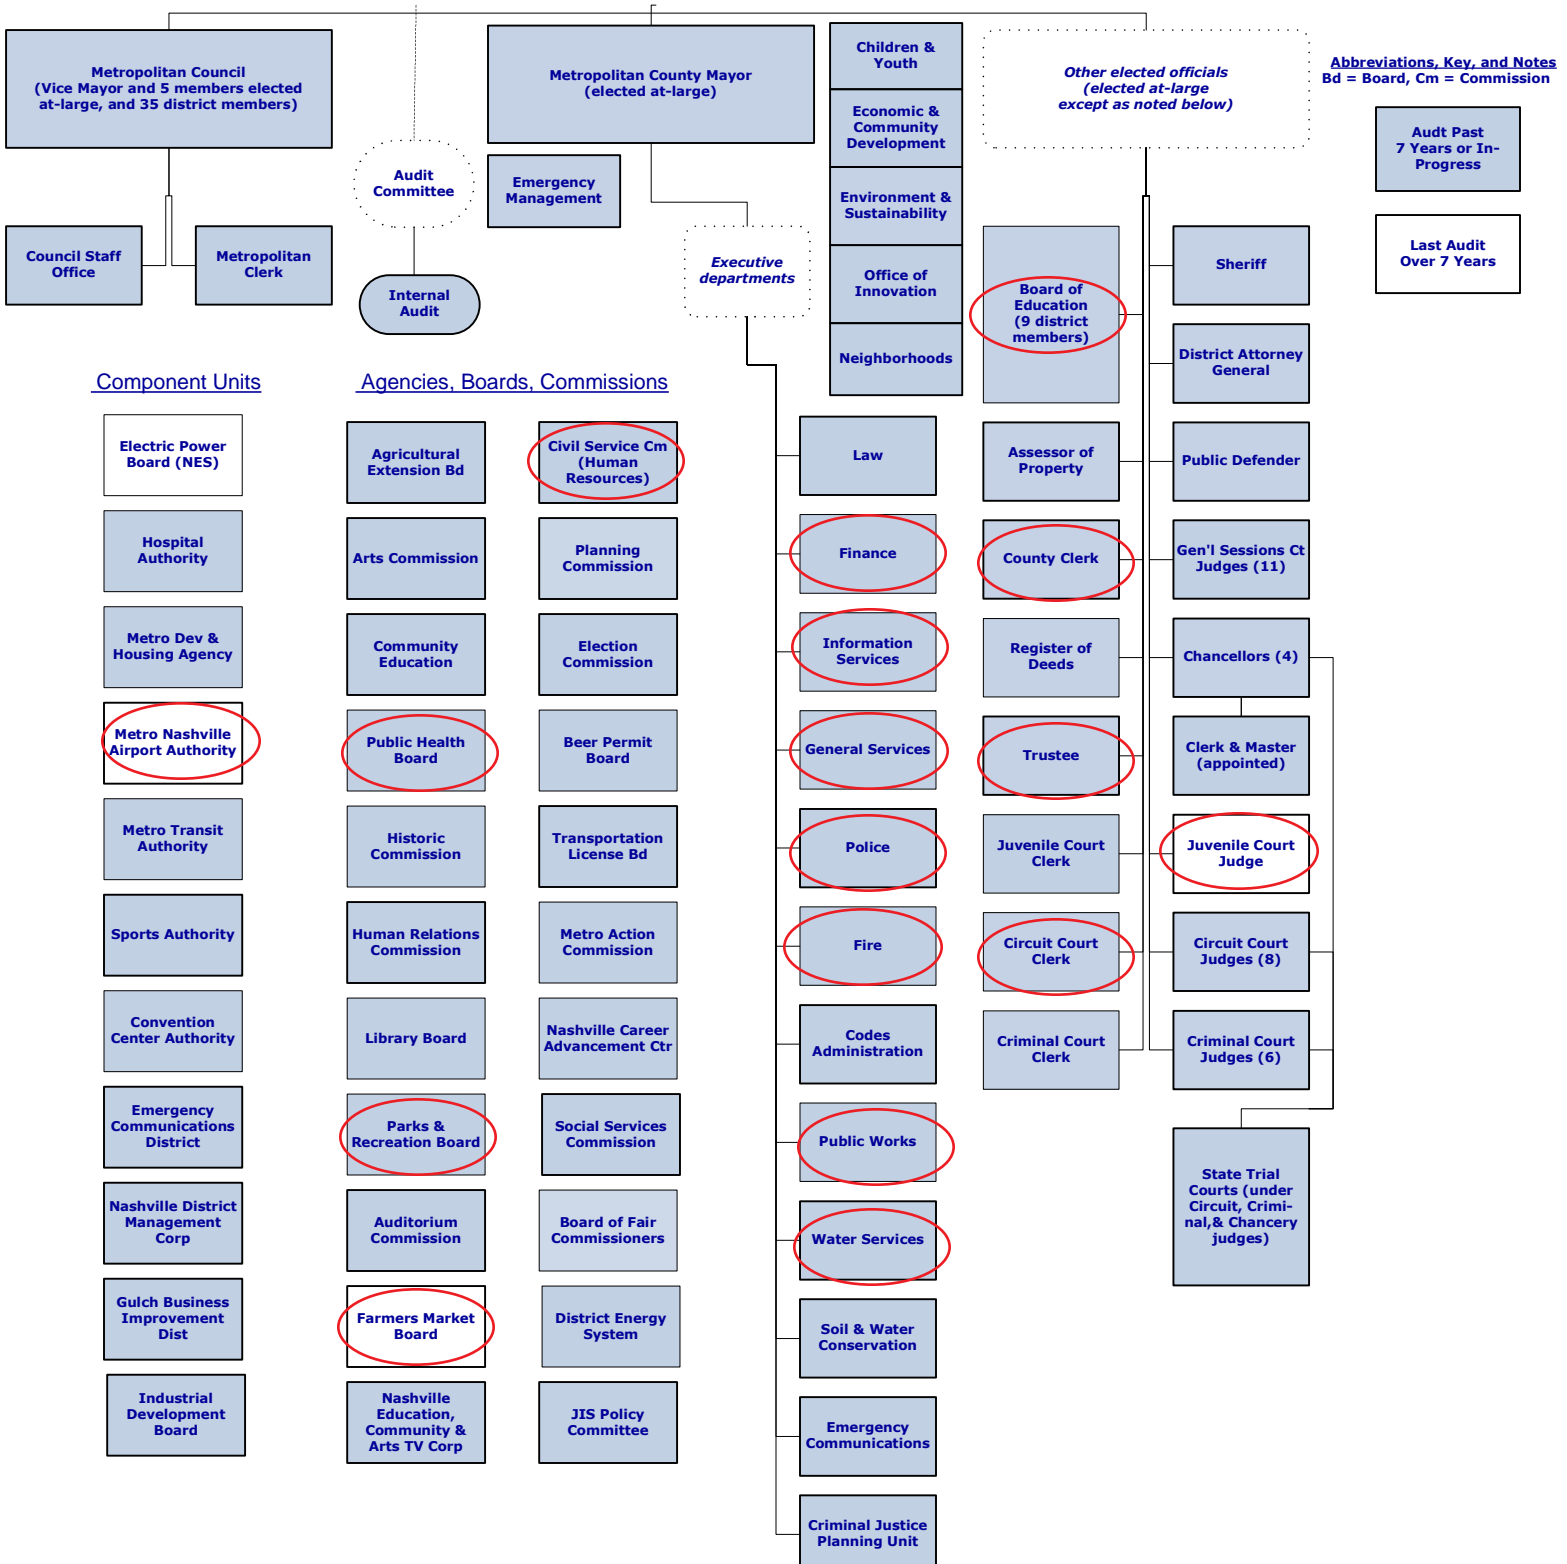 Metropolitan Council
(Vice Mayor and 5 members elected
at-large, and 35 district members)
Metropolitan County Mayor
(elected at-large)
Children &
Youth
Economic &
Community
Development
Environment &
Sustainability
Office of
Innovation
Neighborhoods
Other elected officials
(elected at-large
except as noted below)
Abbreviations, Key, and Notes
Bd = Board, Cm = Commission
Audt Past
7 Years or In-
Progress
Last Audit
Over 7 Years
Audit
Committee
Emergency
Management
Council Staff
Office
Metropolitan
Clerk
Internal
Audit
Executive
departments
Board of
Education
(9 district
members)
Sheriff
District Attorney
General
Component Units
Electric Power
Board (NES)
Hospital
Authority
Metro Dev &
Housing Agency
Metro Nashville
Airport Authority
Metro Transit
Authority
Sports Authority
Convention
Center Authority
Emergency
Communications
District
Nashville District
Management
Corp
Gulch Business
Improvement
Dist
Industrial
Development
Board
Agencies, Boards, Commissions
Agricultural
Extension Bd
Arts Commission
Community
Education
Public Health
Board
Historic
Commission
Human Relations
Commission
Library Board
Parks &
Recreation Board
Auditorium
Commission
Farmers Market
Board
Nashville
Education,
Community &
Arts TV Corp
Civil Service Cm
(Human
Resources)
Planning
Commission
Election
Commission
Beer Permit
Board
Transportation
License Bd
Metro Action
Commission
Nashville Career
Advancement Ctr
Social Services
Commission
Board of Fair
Commissioners
District Energy
System
JIS Policy
Committee
Law
Finance
Information
Services
General Services
Police
Fire
Codes
Administration
Public Works
Water Services
Soil & Water
Conservation
Emergency
Communications
Criminal Justice
Planning Unit
Assessor of
Property
County Clerk
Register of
Deeds
Trustee
Juvenile Court
Clerk
Circuit Court
Clerk
Criminal Court
Clerk
Public Defender
Gen'l Sessions Ct
Judges (11)
Chancellors (4)
Clerk & Master
(appointed)
Juvenile Court
Judge
Circuit Court
Judges (8)
Criminal Court
Judges (6)
State Trial
Courts (under
Circuit, Crimi-
nal,& Chancery
judges)